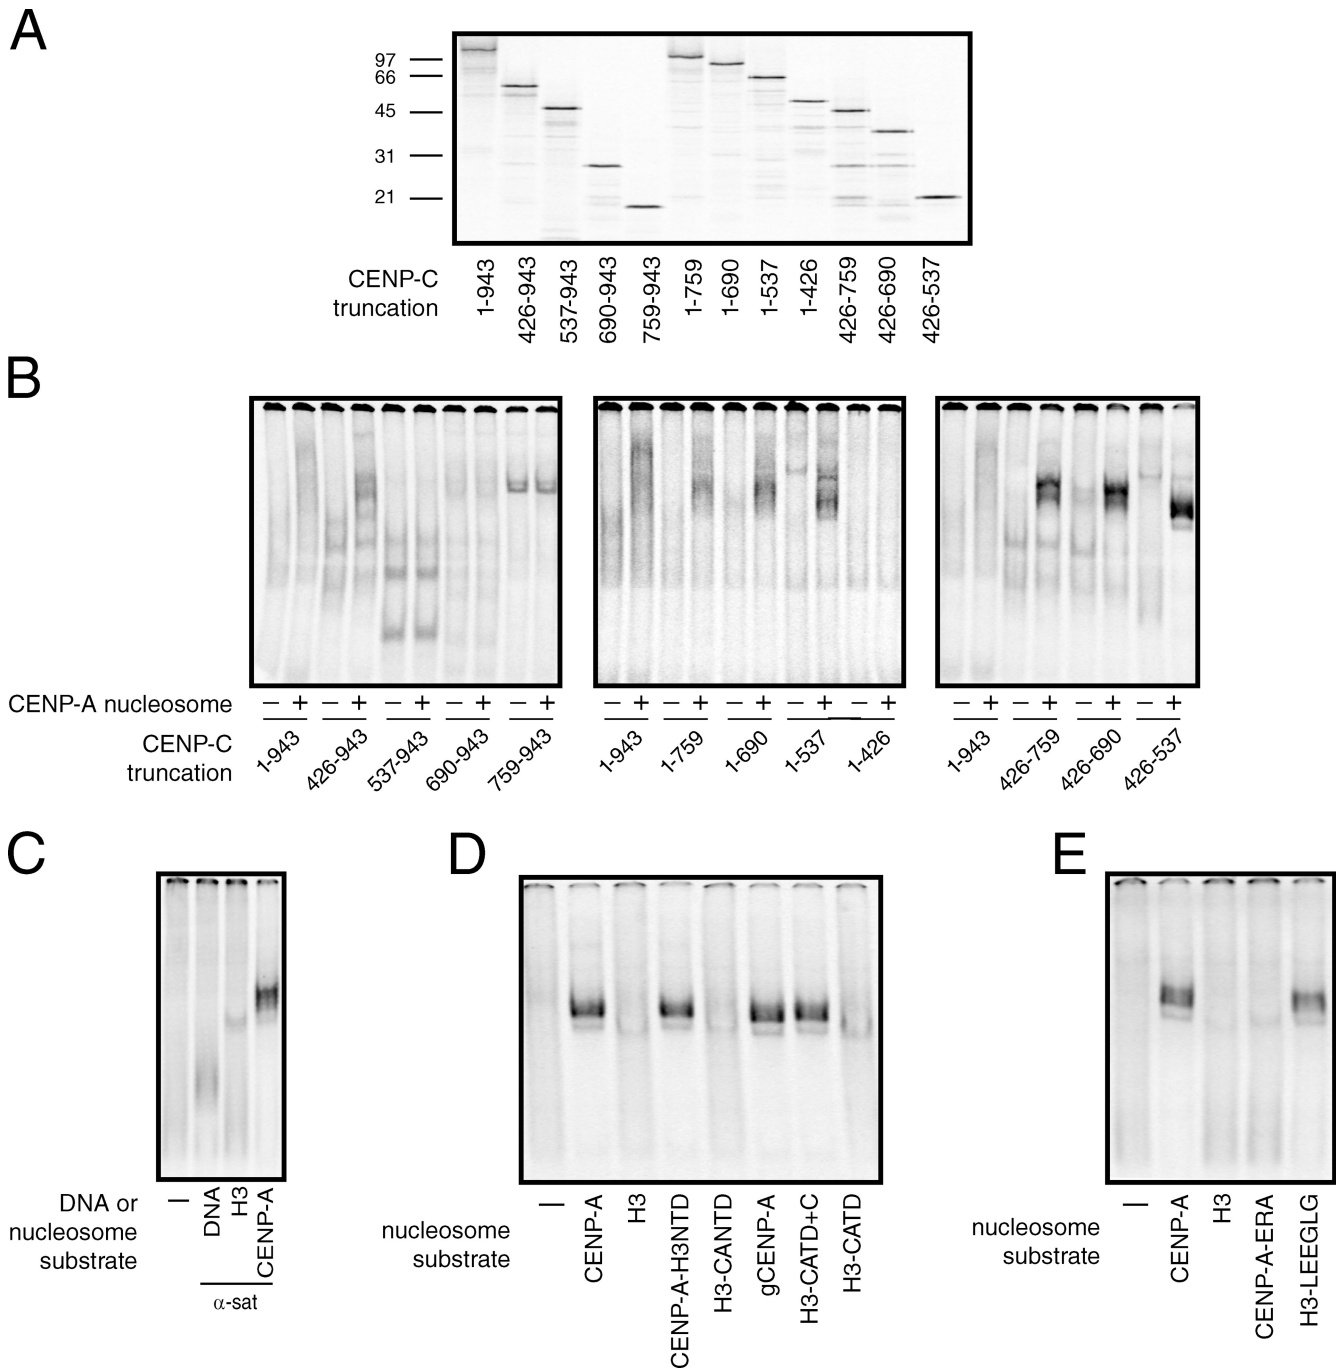 A
97
66
45
31
21
CENP-C
truncation
1-943
426-943
537-943
690-943
759-943
1-759
1-690
1-537
1-426
426-759
426-690
426-537
B
CENP-A nucleosome
– + – + – + – + – +
– + – + – + – + – +
– + – + – + – +
CENP-C
truncation
1-943
426-943
537-943
690-943
759-943
1-943
1-759
1-690
1-537
1-426
1-943
426-759
426-690
426-537
C
DNA or
nucleosome
substrate
–
DNA
H3
CENP-A
α-sat
D
nucleosome
substrate
–
CENP-A
H3
CENP-A-H3NTD
H3-CANTD
gCENP-A
H3-CATD+C
H3-CATD
E
nucleosome
substrate
–
CENP-A
H3
CENP-A-ERA
H3-LEEGLG